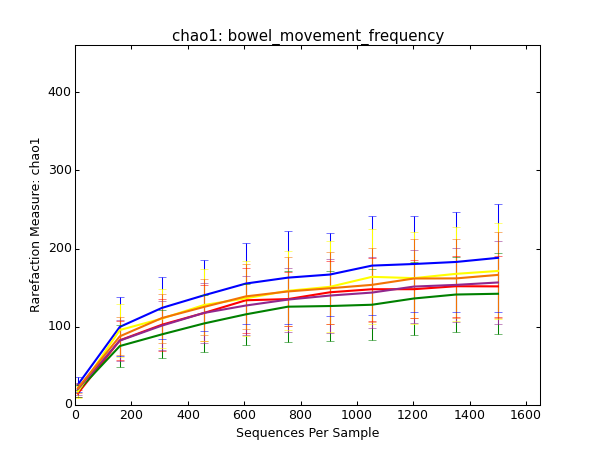 chao1: bowel_movement_frequency
400
300
200
100
0
Rarefaction Measure: chao1
0 200 400 600 800 1000 1200 1400 1600
Sequences Per Sample